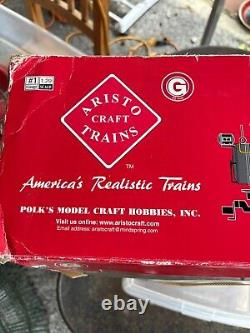 #1 1:29
G
ARISTO
CRAFT
TRAINS
TM
America's Realistic Trains
POLK'S MODEL CRAFT HOBBIES, INC.
Visit us online: www.aristocraft.com
Email address: aristocraft@mindspring.com